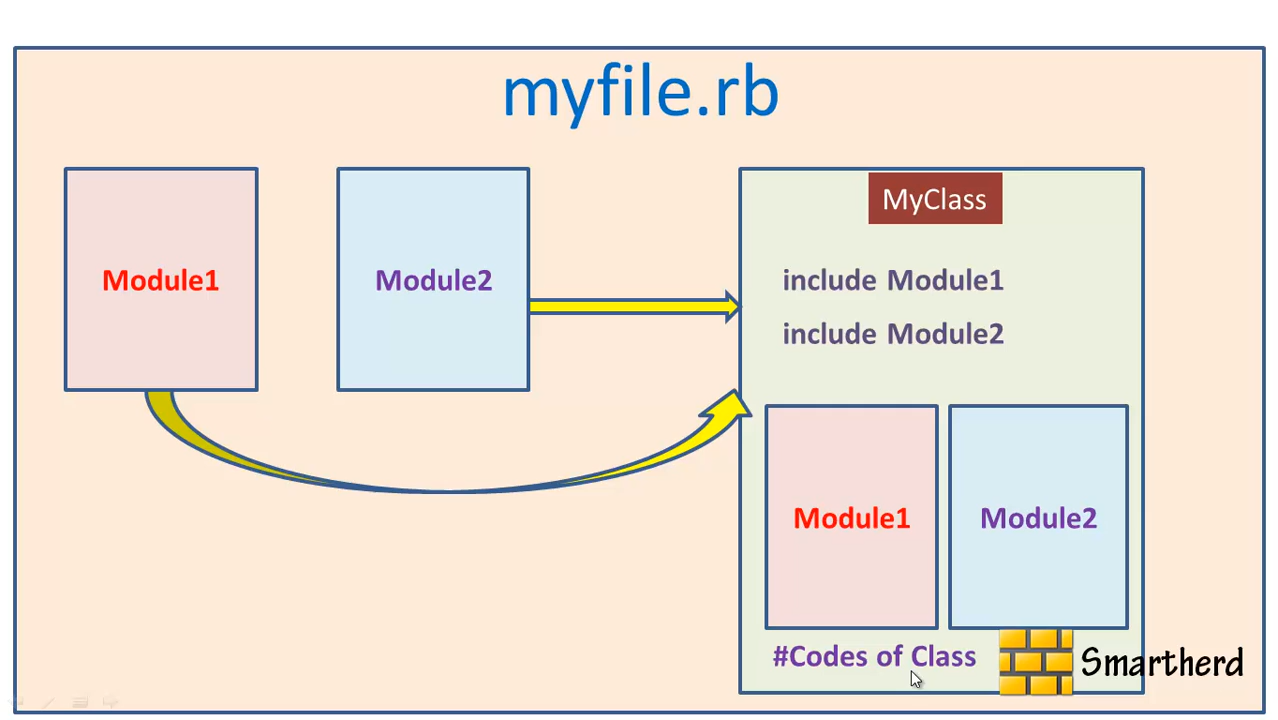 myfile.rb
Module1
Module2
MyClass
include Module1
include Module2
Module1
Module2
#Codes of Class
Smartherd